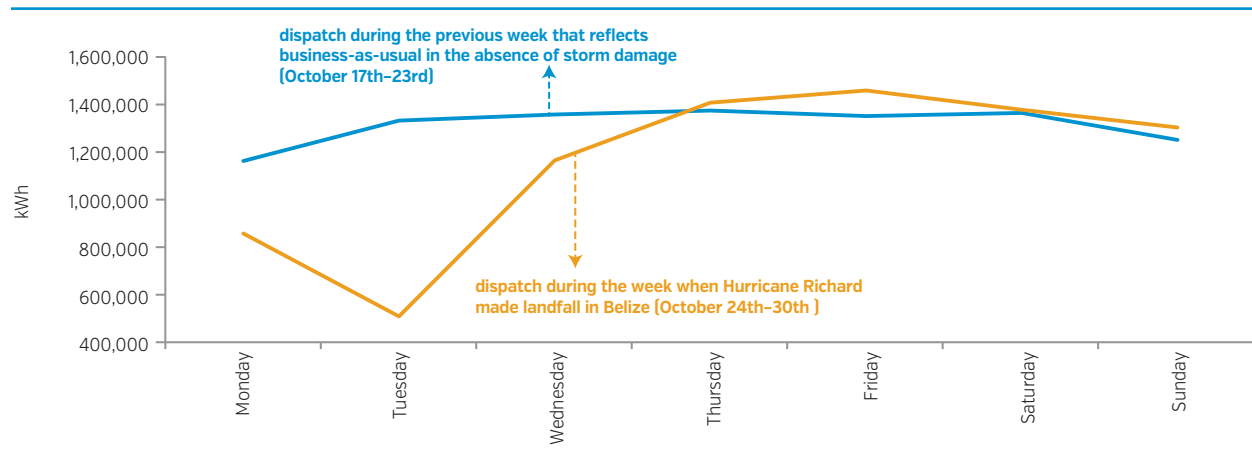 dispatch during the previous week that reflects
business-as-usual in the absence of storm damage
(October 17th–23rd)
1,600,000
1,400,000
1,200,000
1,000,000
800,000
600,000
400,000
kWh
dispatch during the week when Hurricane Richard
made landfall in Belize (October 24th–30th )
Monday
Tuesday
Wednesday
Thursday
Friday
Saturday
Sunday